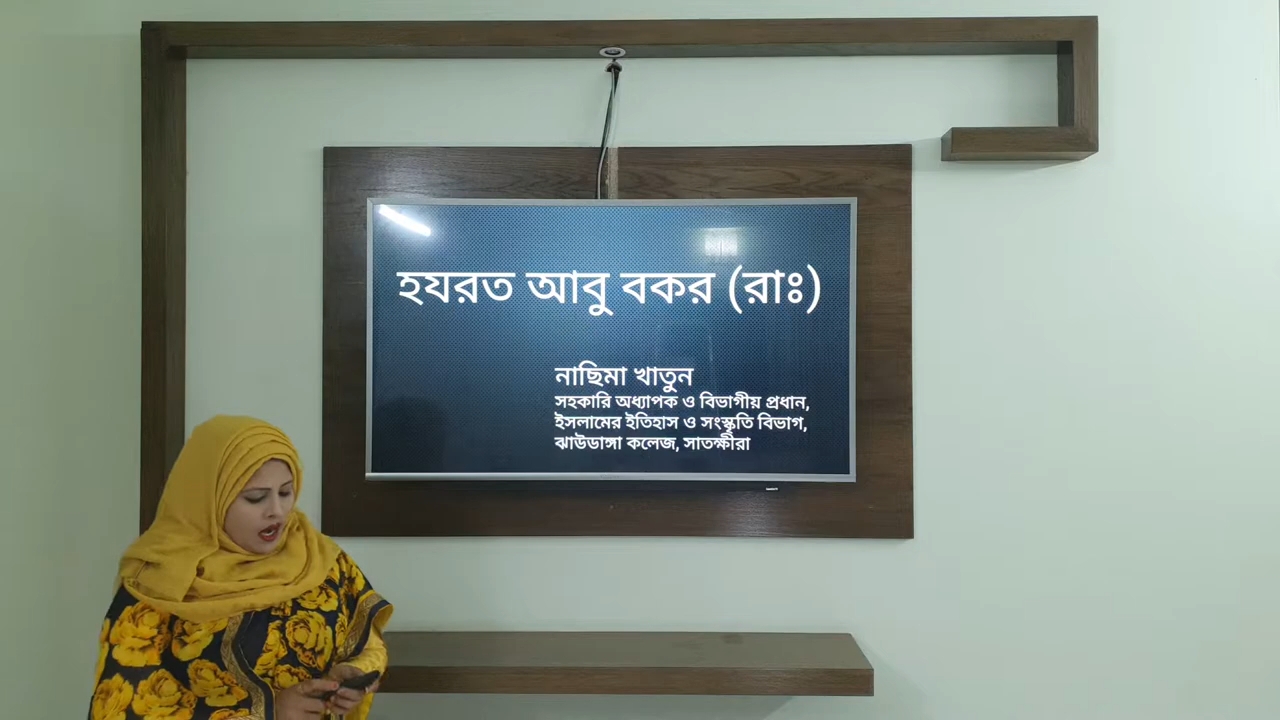 হযরত আবু বকর (রাঃ)
নাছিমা খাতুন
সহকারি অধ্যাপক ও বিভাগীয় প্রধান,
ইসলামের ইতিহাস ও সংস্কৃতি বিভাগ,
ঝাউডাঙ্গা কলেজ, সাতক্ষীরা